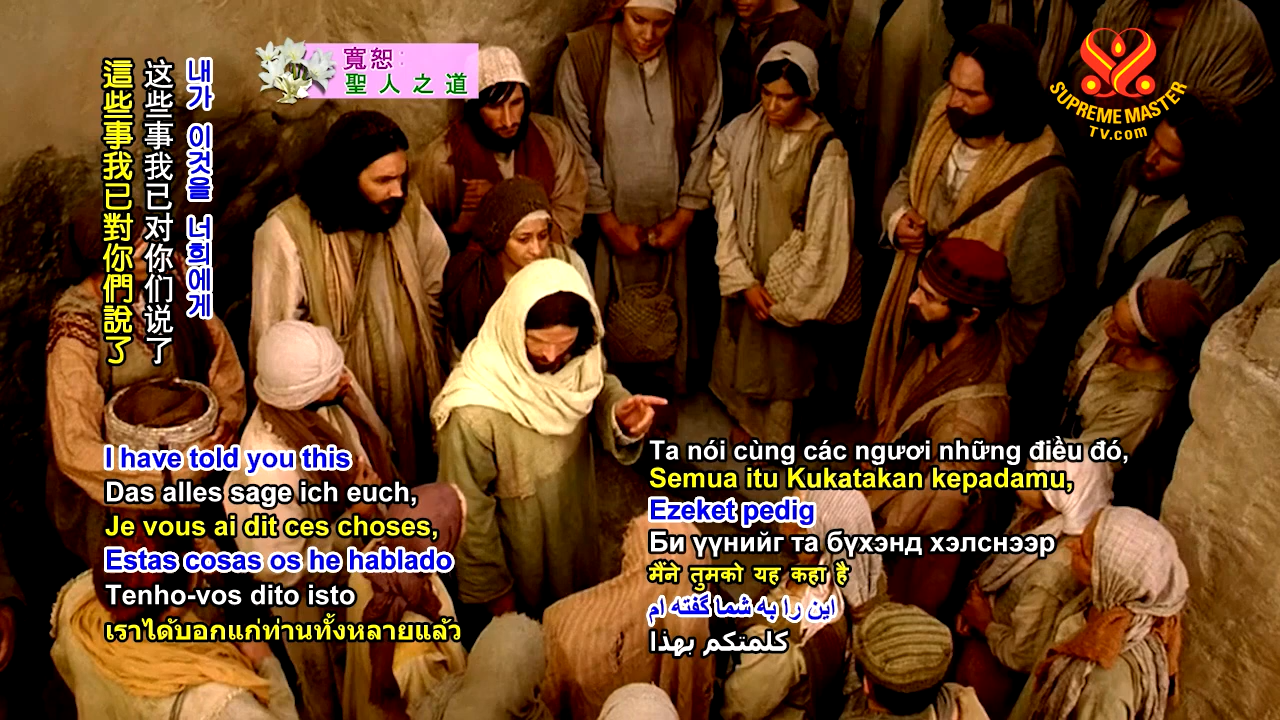 寬恕:
聖人之道
SUPREME MASTER
TV.com
내가 이것을 너희에게
这些事我已对你们说了
這些事我已對你們說了
I have told you this
Das alles sage ich euch,
Je vous ai dit ces choses,
Estas cosas os he hablado
Tenho-vos dito isto
เราได้บอกแก่ท่านทั้งหลายแล้ว
Ta nói cùng các ngươi những điều đó,
Semua itu Kukatakan kepadamu,
Ezeket pedig
Би үүнийг та бүхэнд хэлснээр
मैंने तुमको यह कहा है
این را به شما گفته ام
كلمتكم بهذا